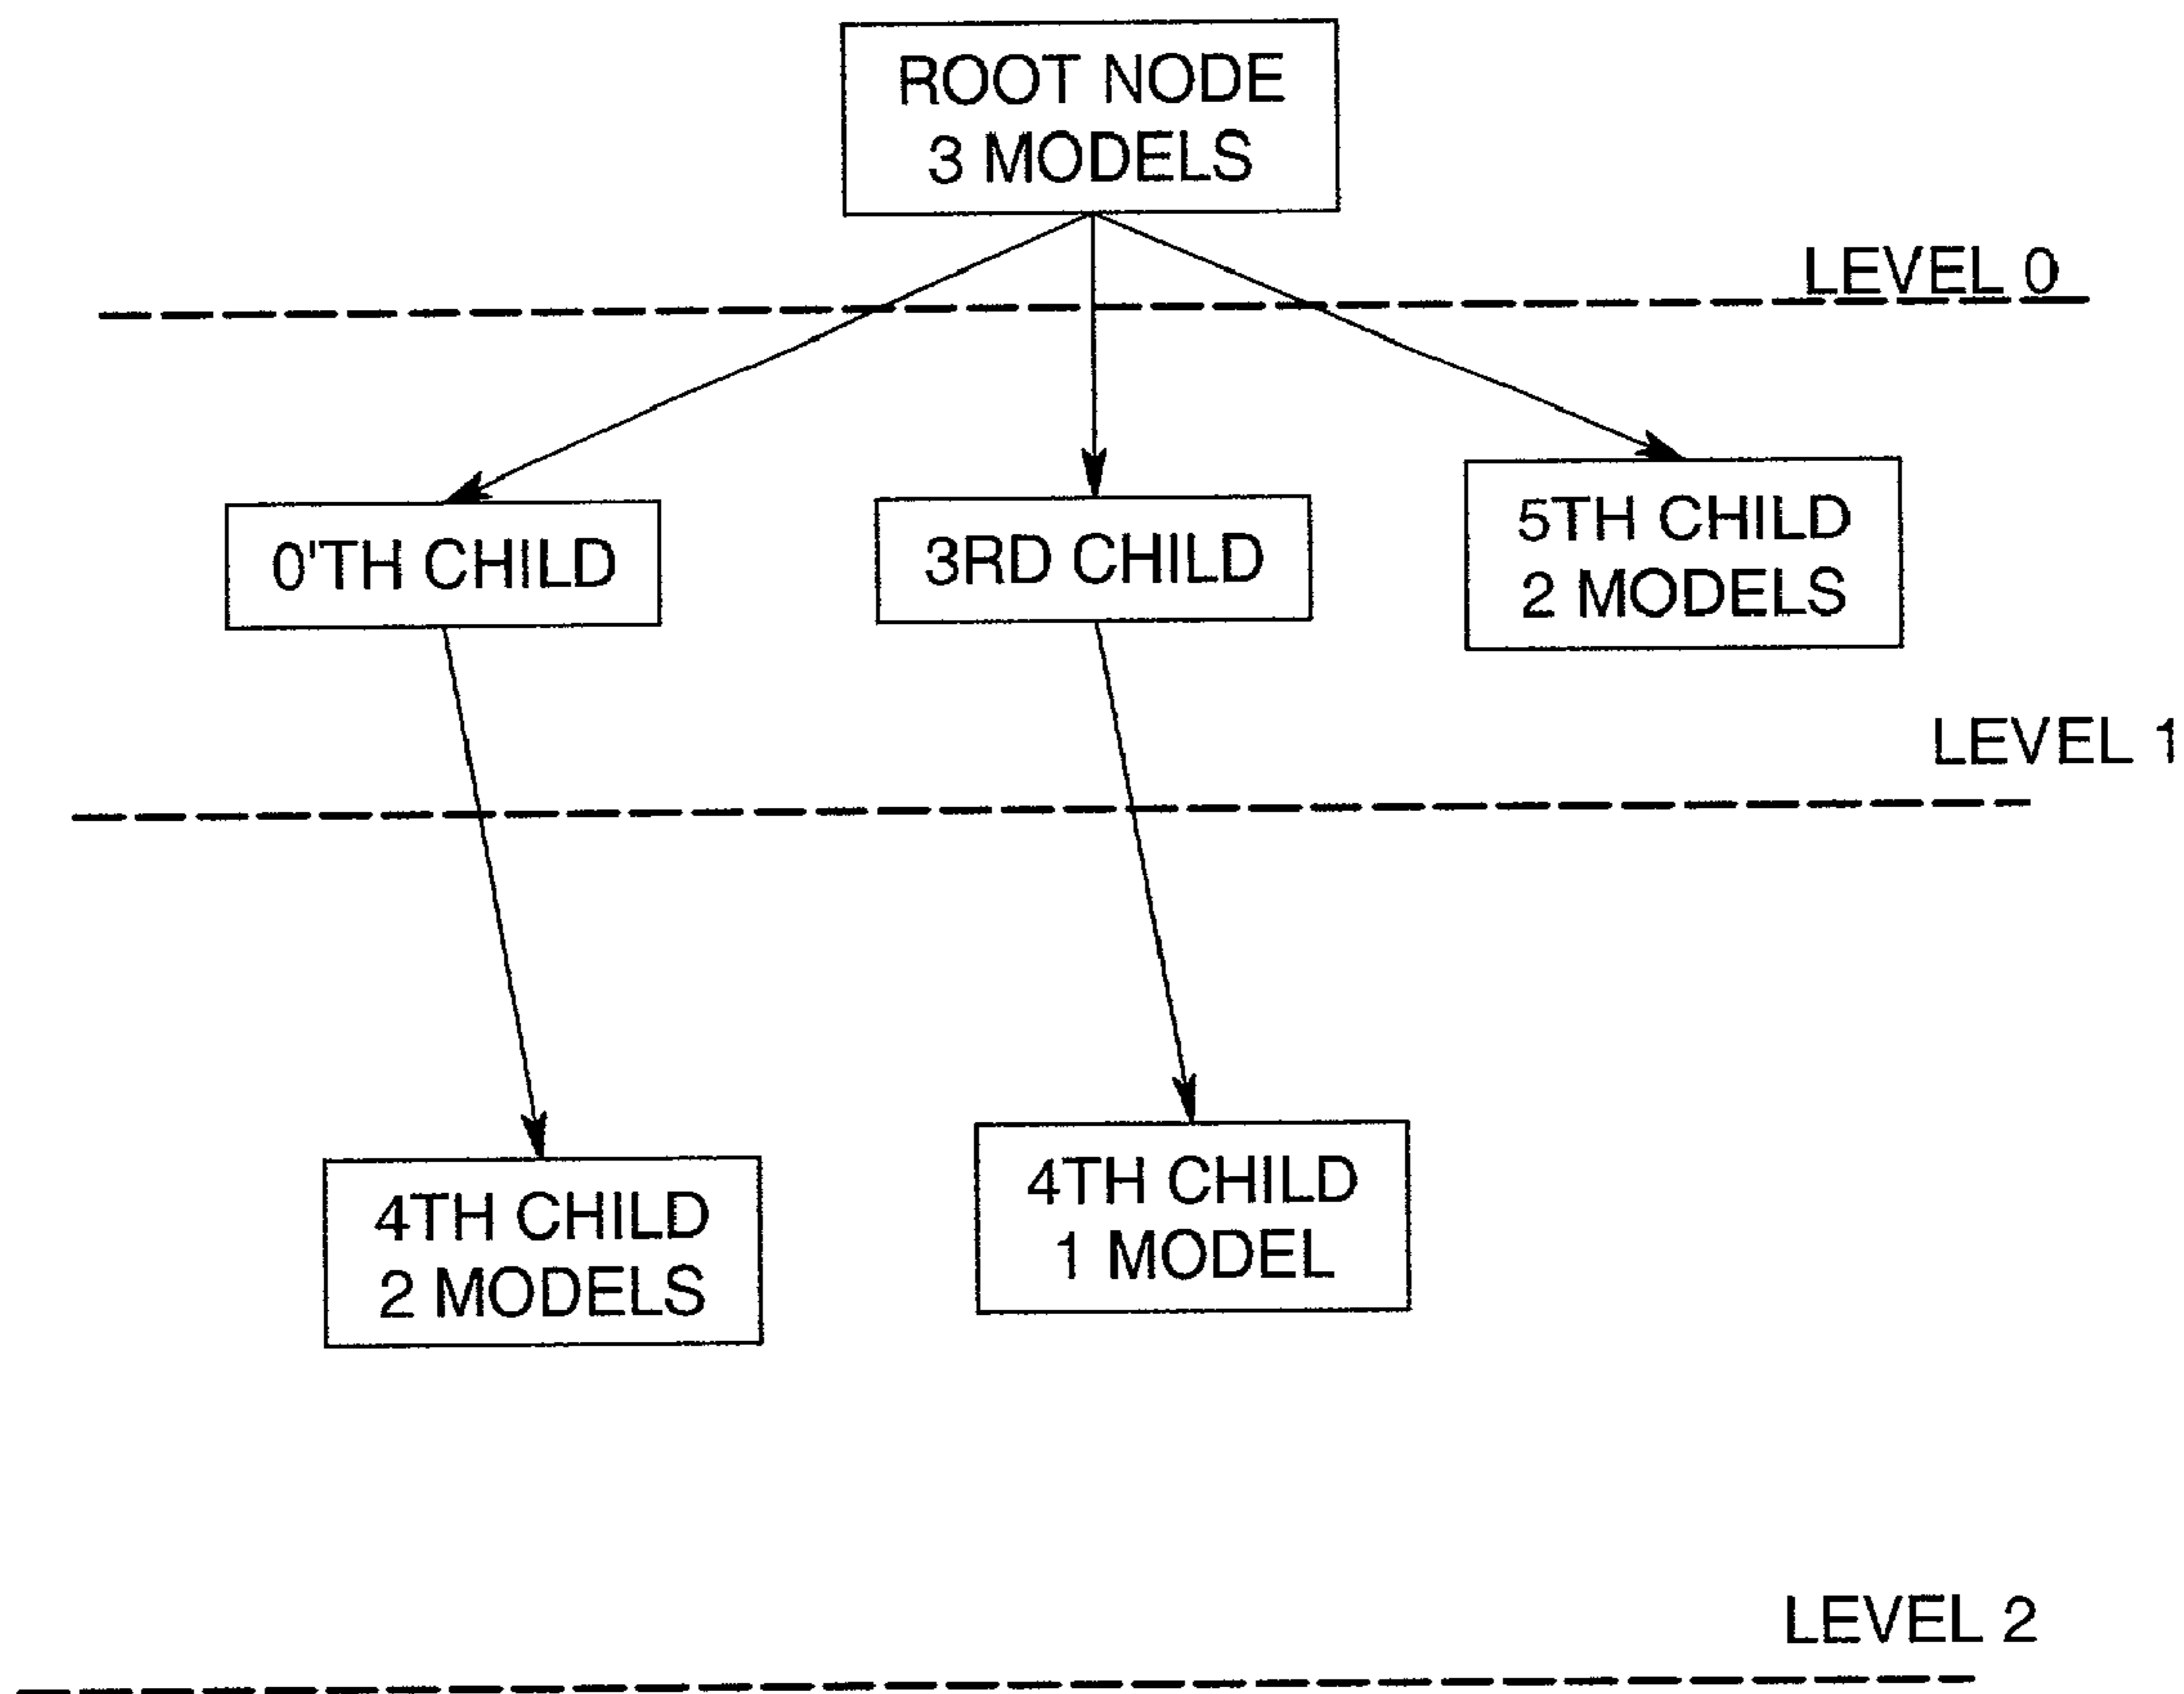 ROOT NODE
3 MODELS
LEVEL 0
0'TH CHILD
3RD CHILD
5TH CHILD
2 MODELS
LEVEL 1
4TH CHILD
2 MODELS
4TH CHILD
1 MODEL
LEVEL 2